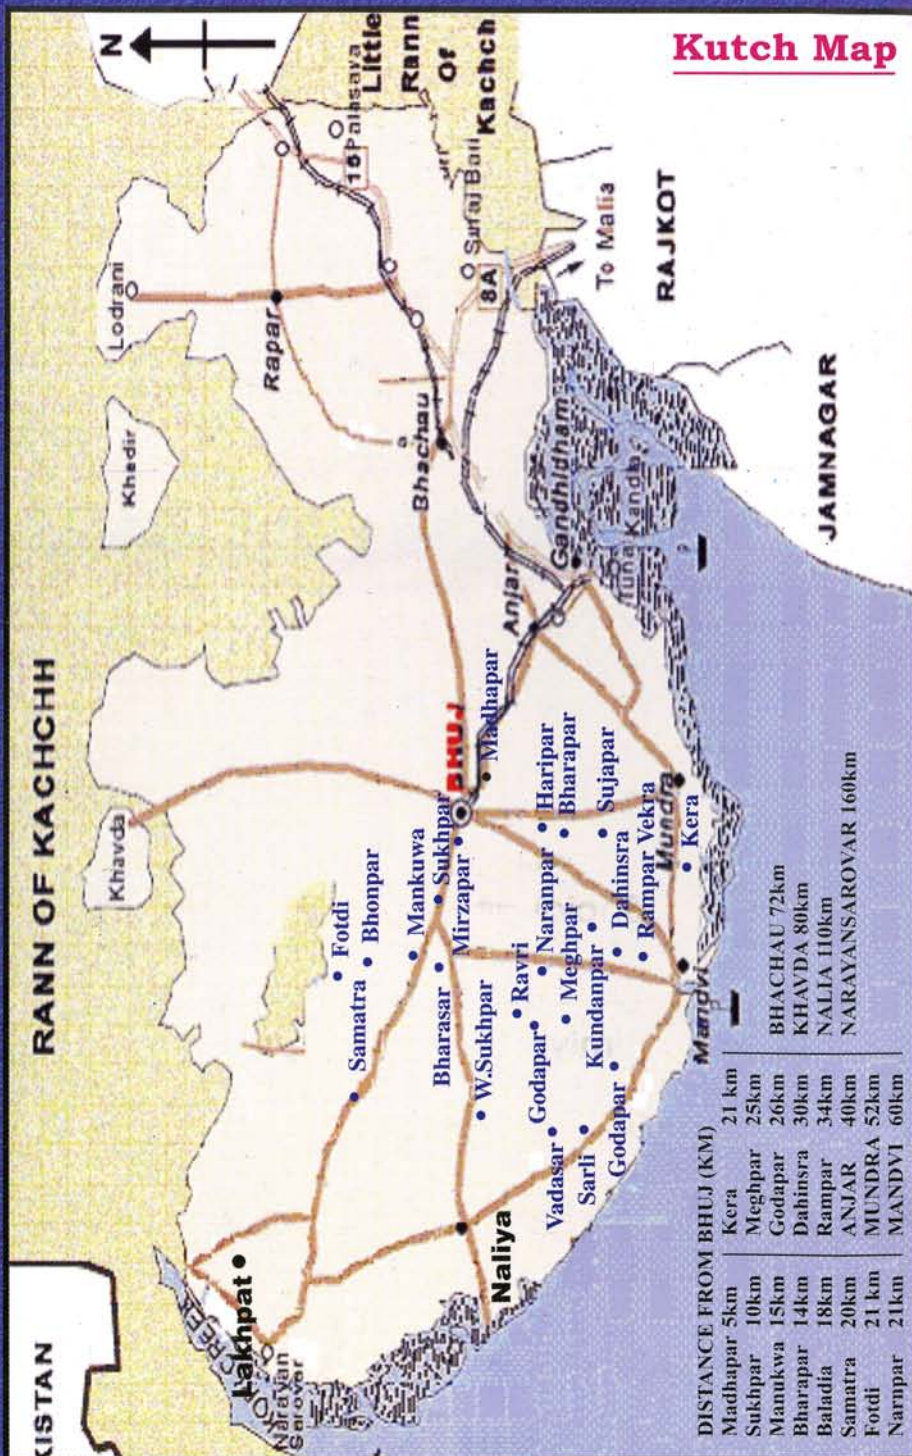 Kutch Map
N
RANN OF KACHCHH
KISTAN
Little
Rann
Of
Kachch
Palasava
15
Suraj Bari
8A
To Malia
RAJKOT
JAMNAGAR
Lodrani
Rapar
Khadir
Bhachau
Gandhidham
Tuna
Kandla
Anjar
Khavda
BHUJ
Madhapar
Fotdi
Bhonpar
Mankuwa
Sukhpar
Mirzapar
Samatra
Bharasar
W.Sukhpar
Haripar
Bharapar
Sujapar
Naranpar
Ravri
Meghpar
Dahinsra
Rampar Vekra
Kundanpar
Godapar
Mundra
Kera
Vadasar
Sarli
Godapar
Mandvi
Lakhpat
CREEK
Narayan
Sarovar
Naliya
DISTANCE FROM BHUJ (KM)
Madhapar 5km Kera 21 km
Sukhpar 10km Meghpar 25km
Manukwa 15km Godapar 26km BHACHAU 72km
Bharapar 14km Dahinsra 30km KHAVDA 80km
Baladia 18km Rampar 34km NALIA 110km
Samatra 20km ANJAR 40km NARAYANSAROVAR 160km
Fotdi 21 km MUNDRA 52km
Narnpar 21km MANDVI 60km